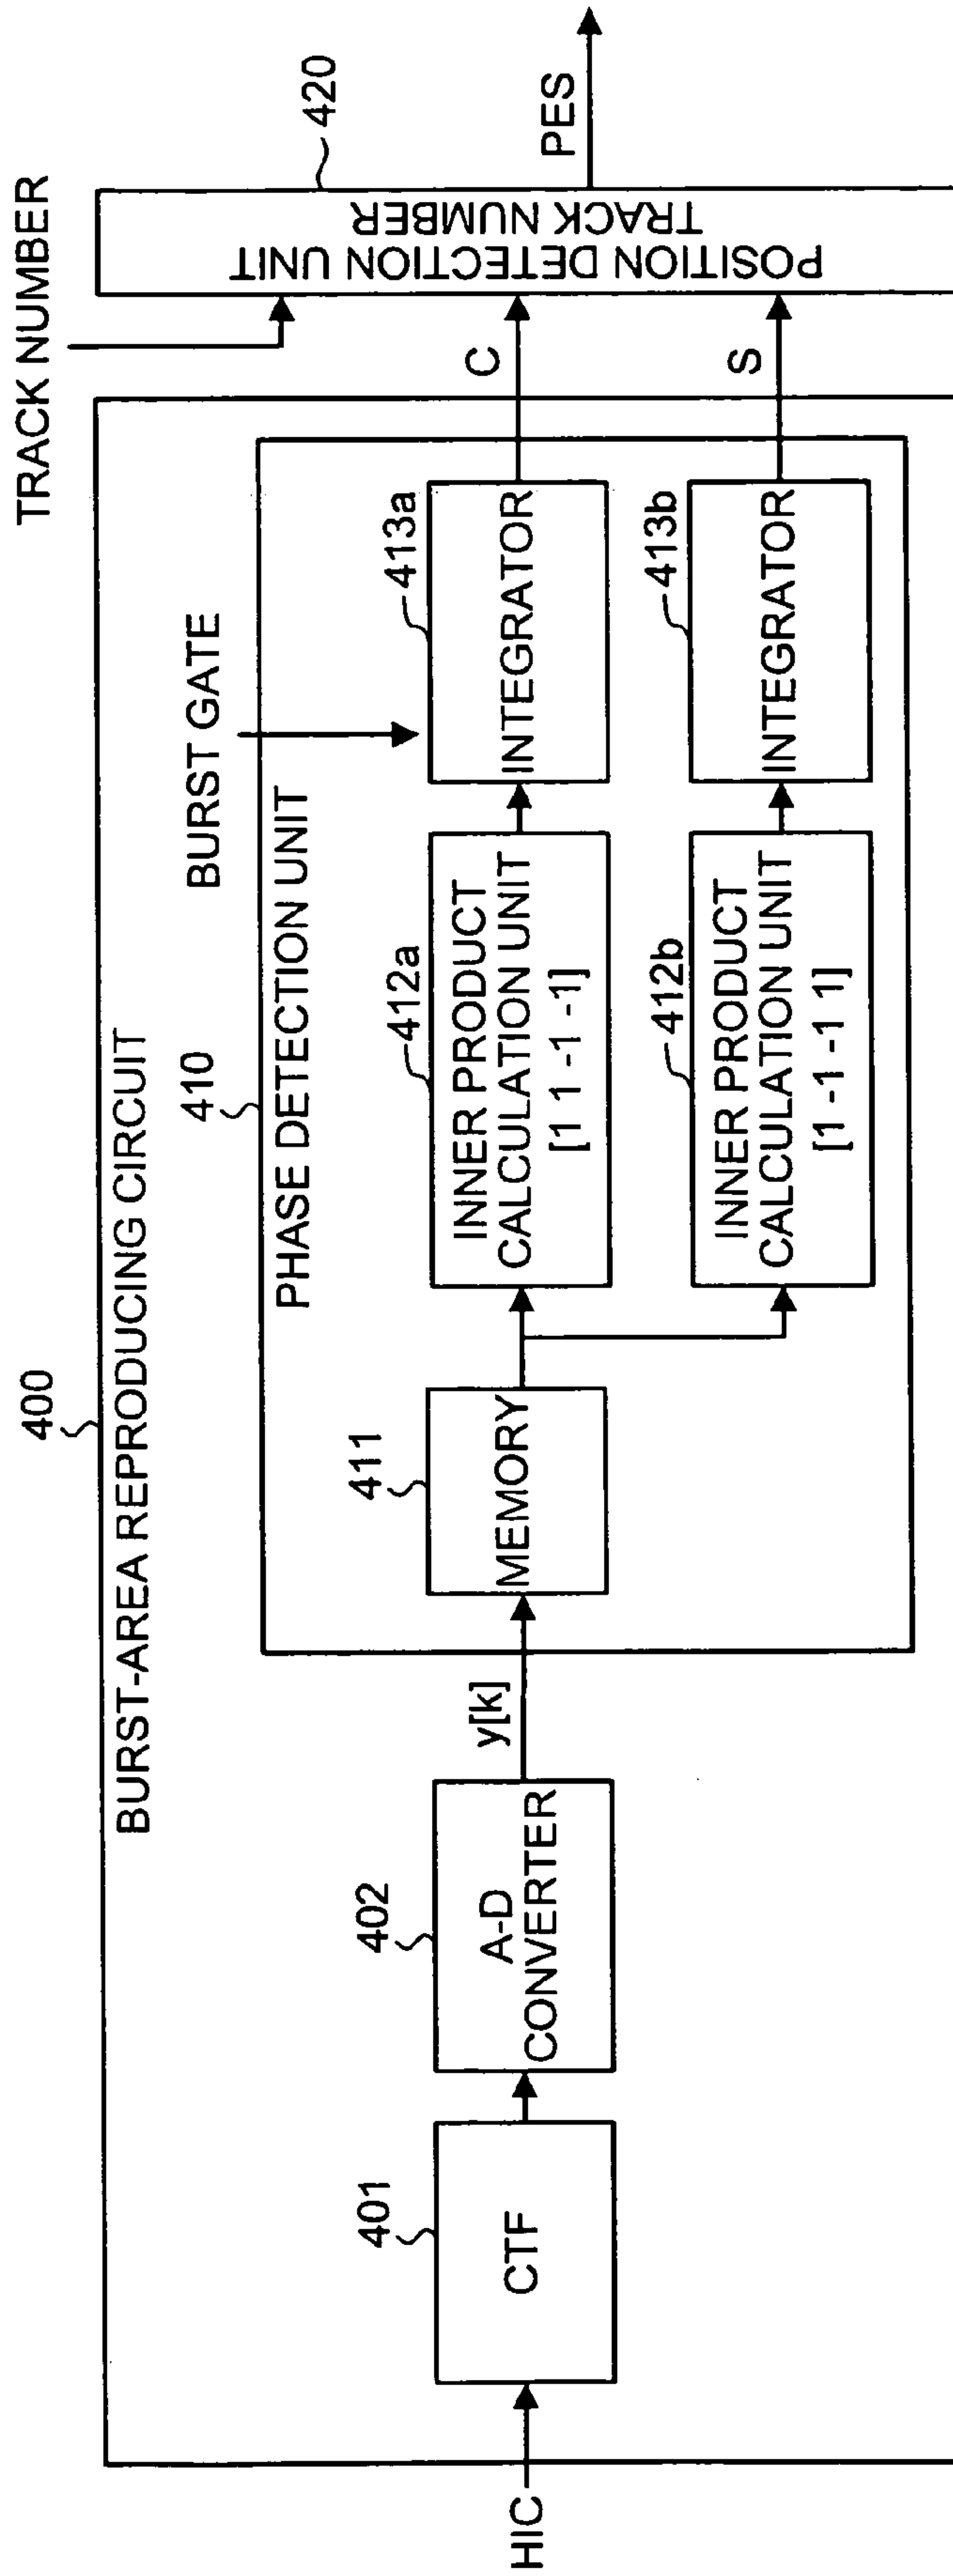 400
BURST-AREA REPRODUCING CIRCUIT
HIC
401
CTF
402
A-D
CONVERTER
y[k]
410
PHASE DETECTION UNIT
411
MEMORY
412a
INNER PRODUCT
CALCULATION UNIT
[1 1 -1 -1]
412b
INNER PRODUCT
CALCULATION UNIT
[1 -1 -1 1]
BURST GATE
413a
INTEGRATOR
413b
INTEGRATOR
C
S
TRACK NUMBER
420
TRACK NUMBER
POSITION DETECTION UNIT
PES